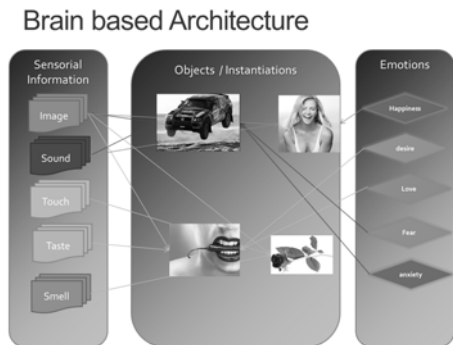 Brain based Architecture
Sensorial
Information
Image
Sound
Touch
Taste
Smell
Objects / Instantiations
Emotions
Happiness
desire
Love
Fear
anxiety